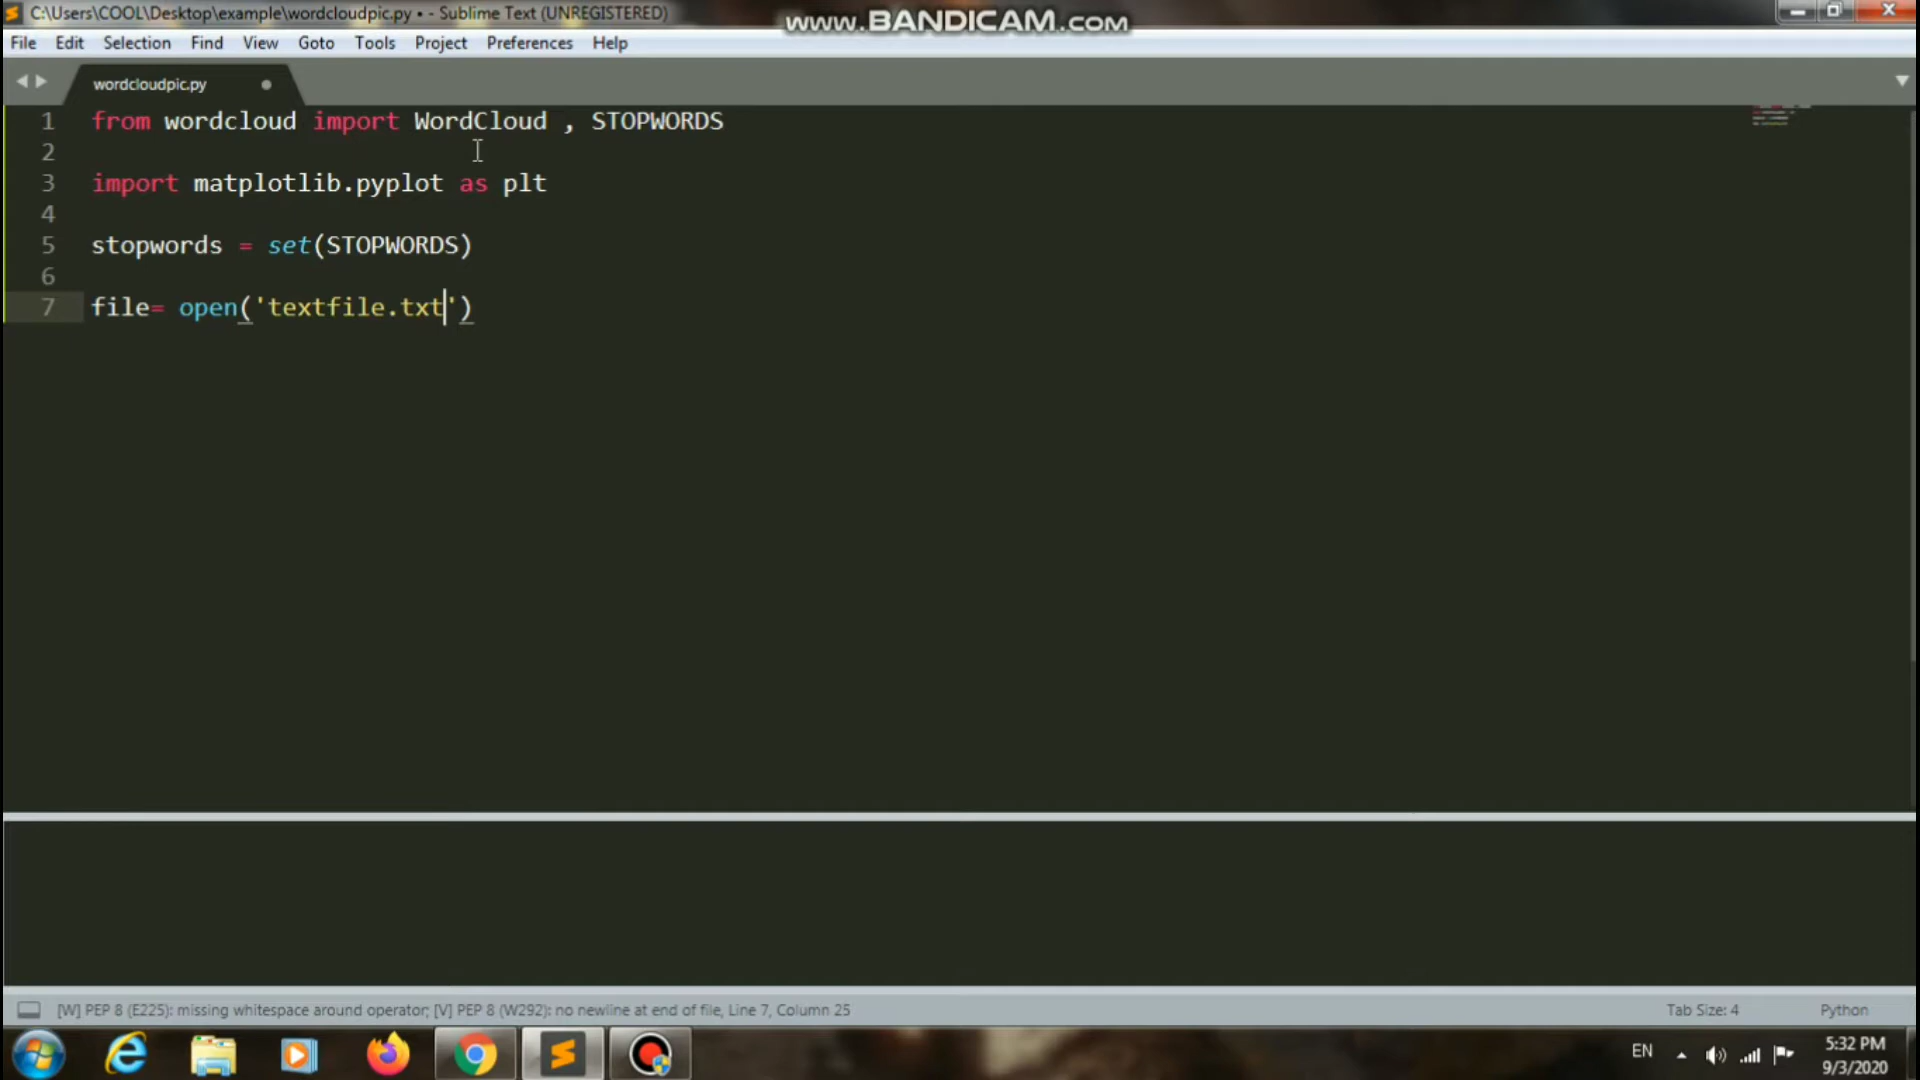 C:\Users\COOL\Desktop\example\wordcloudpic.py • - Sublime Text (UNREGISTERED)
www.BANDICAM.com
File Edit Selection Find View Goto Tools Project Preferences Help
wordcloudpic.py
1 from wordcloud import WordCloud , STOPWORDS
2
3 import matplotlib.pyplot as plt
4
5 stopwords = set(STOPWORDS)
6
7 file= open('textfile.txt')
[W] PEP 8 (E225): missing whitespace around operator; [V] PEP 8 (W292): no newline at end of file, Line 7, Column 25
Tab Size: 4
Python
EN
5:32 PM
9/3/2020